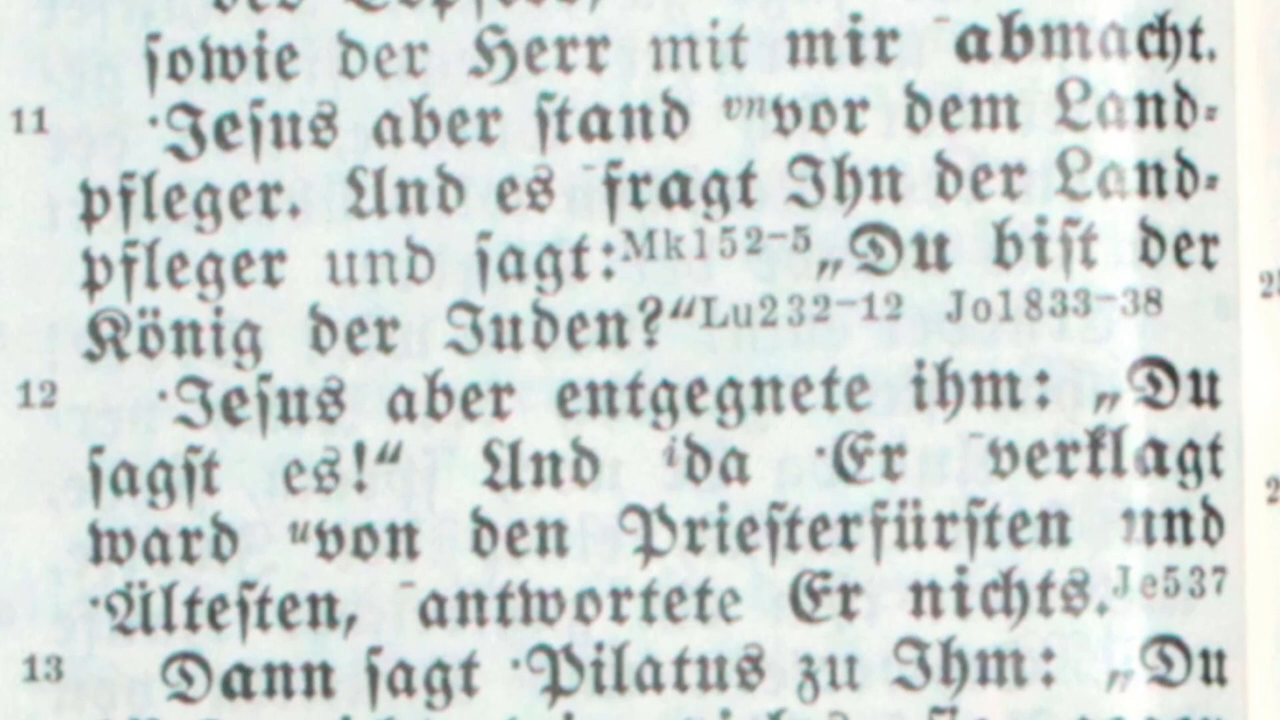 sowie der Herr mit mir ‾abmacht.
11 ·Jesus aber stand ᵛⁿvor dem Land-
pfleger. Und es ‾fragt Ihn der Land-
pfleger und sagt:Mk152-5„Du bist der
König der Juden?“Lu232-12 Jo1833-38
12 ·Jesus aber entgegnete ihm: „Du
sagst es!“ Und ⁱda ·Er ‾verklagt
ward ᵘvon den Priesterfürsten und
·Ältesten, ‾antwortete Er nichts.Je537
13 Dann sagt ·Pilatus zu Ihm: „Du